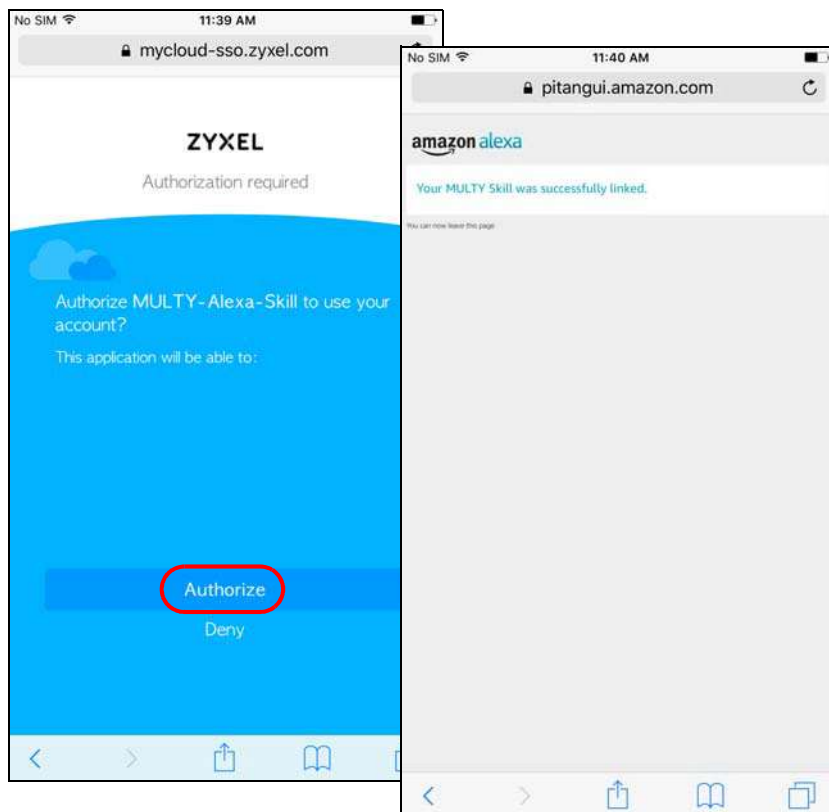 No SIM 11:39 AM
mycloud-sso.zyxel.com
ZYXEL
Authorization required
Authorize MULTY-Alexa-Skill to use your
account?
This application will be able to:
Authorize
Deny
No SIM 11:40 AM
pitangui.amazon.com
amazon alexa
Your MULTY Skill was successfully linked.
You can now leave this page